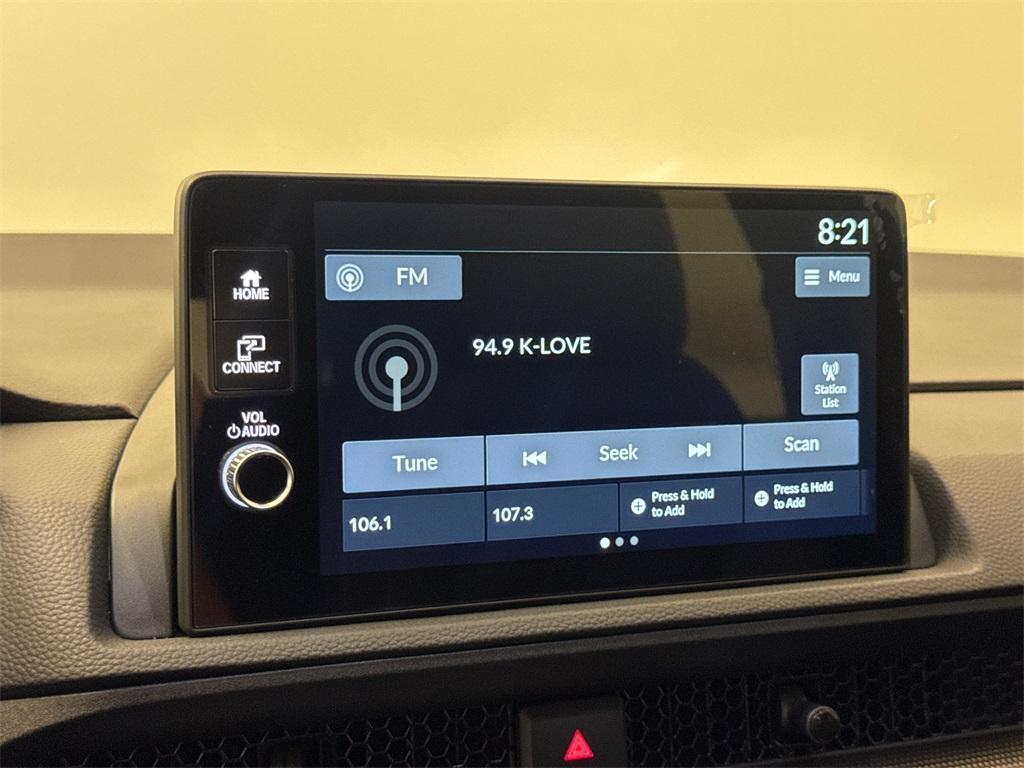 8:21
HOME
FM
Menu
CONNECT
94.9 K-LOVE
Station
List
VOL
AUDIO
Tune
Seek
Scan
106.1
107.3
Press & Hold
to Add
Press & Hold
to Add